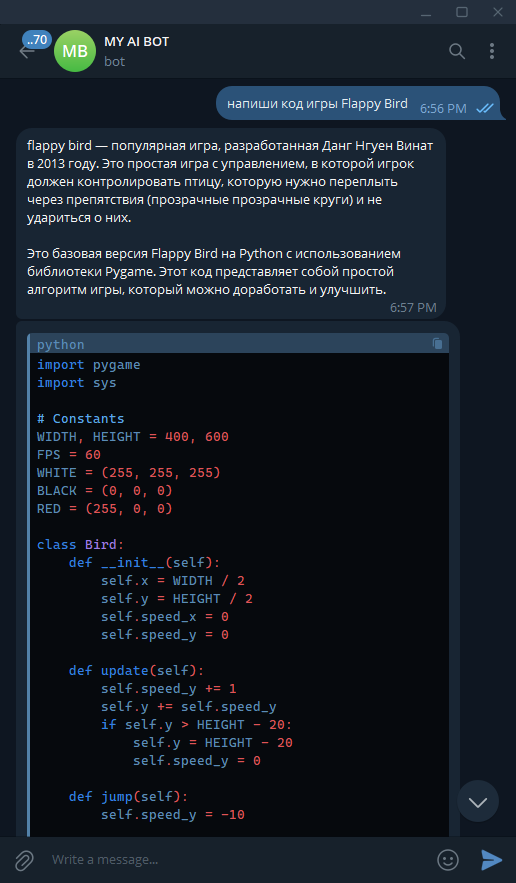 ..70
MB
MY AI BOT
bot
напиши код игры Flappy Bird
6:56 PM
flappy bird — популярная игра, разработанная Данг Нгуен Винат
в 2013 году. Это простая игра с управлением, в которой игрок
должен контролировать птицу, которую нужно переплыть
через препятствия (прозрачные прозрачные круги) и не
удариться о них.
Это базовая версия Flappy Bird на Python с использованием
библиотеки Pygame. Этот код представляет собой простой
алгоритм игры, который можно доработать и улучшить.
6:57 PM
python
import pygame
import sys
# Constants
WIDTH, HEIGHT = 400, 600
FPS = 60
WHITE = (255, 255, 255)
BLACK = (0, 0, 0)
RED = (255, 0, 0)
class Bird:
    def __init__(self):
        self.x = WIDTH / 2
        self.y = HEIGHT / 2
        self.speed_x = 0
        self.speed_y = 0
    def update(self):
        self.speed_y += 1
        self.y += self.speed_y
        if self.y > HEIGHT - 20:
            self.y = HEIGHT - 20
            self.speed_y = 0
    def jump(self):
        self.speed_y = -10
Write a message...